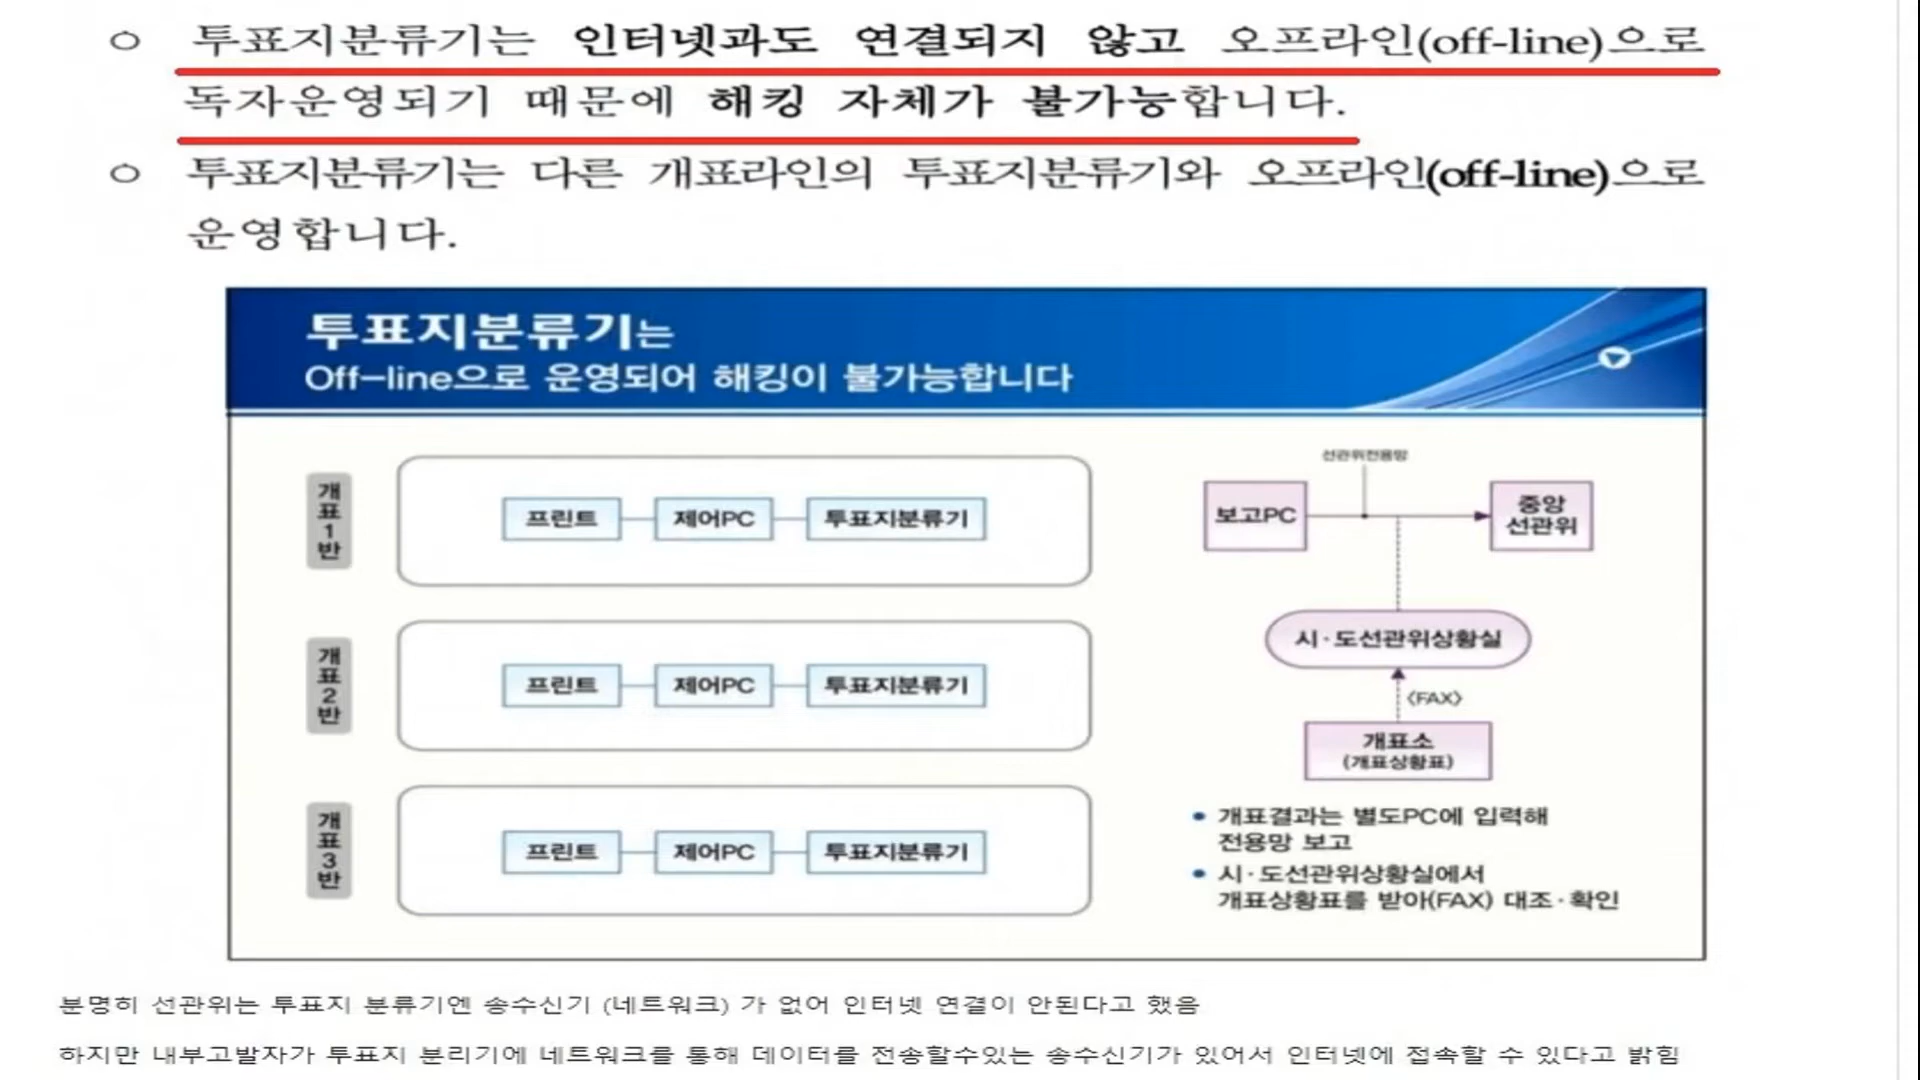 ○ 투표지분류기는 인터넷과도 연결되지 않고 오프라인(off-line)으로
독자운영되기 때문에 해킹 자체가 불가능합니다.
○ 투표지분류기는 다른 개표라인의 투표지분류기와 오프라인(off-line)으로
운영합니다.
투표지분류기는
Off-line으로 운영되어 해킹이 불가능합니다
개표1반
프린트 제어PC 투표지분류기
개표2반
프린트 제어PC 투표지분류기
개표3반
프린트 제어PC 투표지분류기
선관위전용망
보고PC
중앙
선관위
시·도선관위상황실
〈FAX〉
개표소
(개표상황표)
• 개표결과는 별도PC에 입력해
전용망 보고
• 시·도선관위상황실에서
개표상황표를 받아(FAX) 대조·확인
분명히 선관위는 투표지 분류기엔 송수신기 (네트워크) 가 없어 인터넷 연결이 안된다고 했음
하지만 내부고발자가 투표지 분리기에 네트워크를 통해 데이터를 전송할수있는 송수신기가 있어서 인터넷에 접속할 수 있다고 밝힘